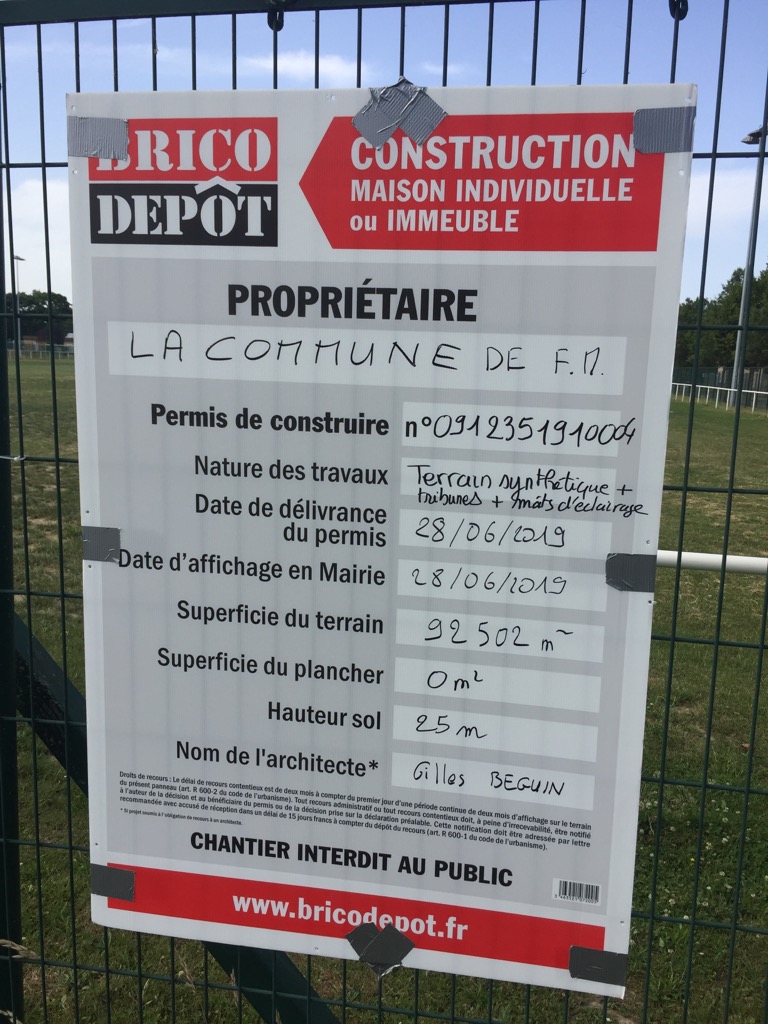 BRICO
DEPÔT
CONSTRUCTION
MAISON INDIVIDUELLE
ou IMMEUBLE
PROPRIÉTAIRE
LA COMMUNE DE F.M.
Permis de construire n°0912351910004
Nature des travaux Terrain synthetique +
tribunes + mâts d'éclairage
Date de délivrance
du permis 28/06/2019
Date d'affichage en Mairie 28/06/2019
Superficie du terrain 92502 m²
Superficie du plancher 0 m²
Hauteur sol 25 m
Nom de l'architecte* Gilles BEGUIN
Droits de recours : Le délai de recours contentieux est de deux mois à compter du premier jour d'une période continue de deux mois d'affichage sur le terrain
du présent panneau (art. R 600-2 du code de l'urbanisme). Tout recours administratif ou tout recours contentieux doit, à peine d'irrecevabilité, être notifié
à l'auteur de la décision et au bénéficiaire du permis ou de la décision prise sur la déclaration préalable. Cette notification doit être adressée par lettre
recommandée avec accusé de réception dans un délai de 15 jours francs à compter du dépôt du recours (art. R 600-1 du code de l'urbanisme).
* Si projet soumis à l'obligation de recours à un architecte.
CHANTIER INTERDIT AU PUBLIC
www.bricodepot.fr